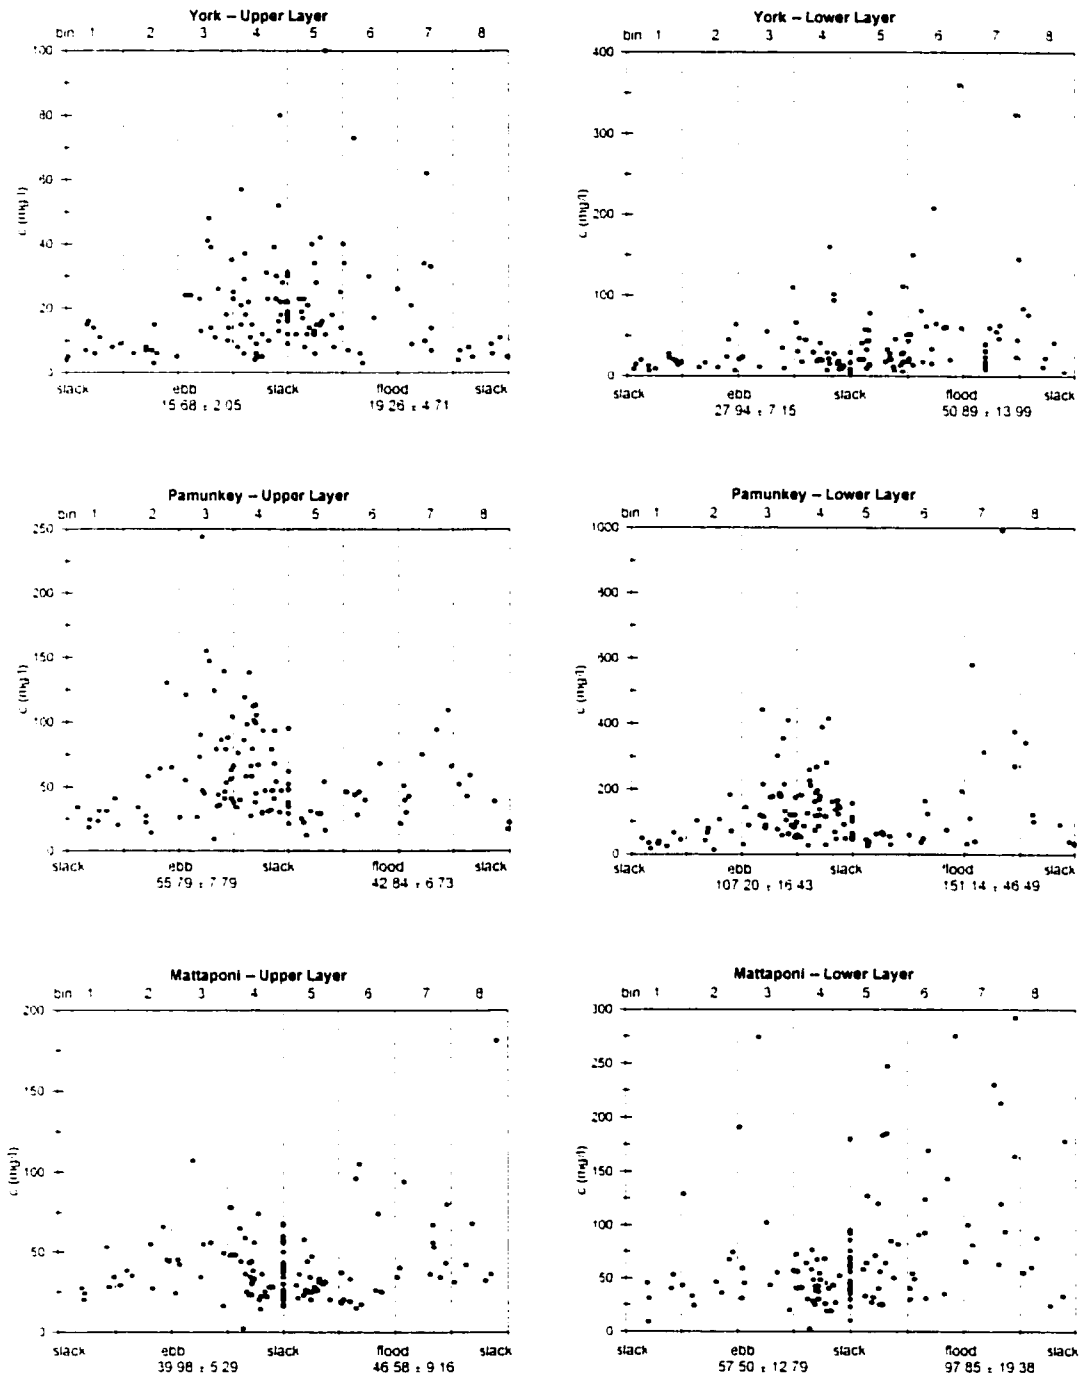 York – Upper Layer
bin 1 2 3 4 5 6 7 8
100
80
60
40
20
0
c (mg/l)
slack ebb slack flood slack
15.68 ± 2.05 19.26 ± 4.71
York – Lower Layer
bin 1 2 3 4 5 6 7 8
400
300
200
100
0
c (mg/l)
slack ebb slack flood slack
27.94 ± 7.15 50.89 ± 13.99
Pamunkey – Upper Layer
bin 1 2 3 4 5 6 7 8
250
200
150
100
50
0
c (mg/l)
slack ebb slack flood slack
55.79 ± 7.79 42.84 ± 6.73
Pamunkey – Lower Layer
bin 1 2 3 4 5 6 7 8
1000
800
600
400
200
0
c (mg/l)
slack ebb slack flood slack
107.20 ± 16.43 151.14 ± 46.49
Mattaponi – Upper Layer
bin 1 2 3 4 5 6 7 8
200
150
100
50
0
c (mg/l)
slack ebb slack flood slack
39.98 ± 5.29 46.58 ± 9.16
Mattaponi – Lower Layer
bin 1 2 3 4 5 6 7 8
300
250
200
150
100
50
0
c (mg/l)
slack ebb slack flood slack
57.50 ± 12.79 97.85 ± 19.38